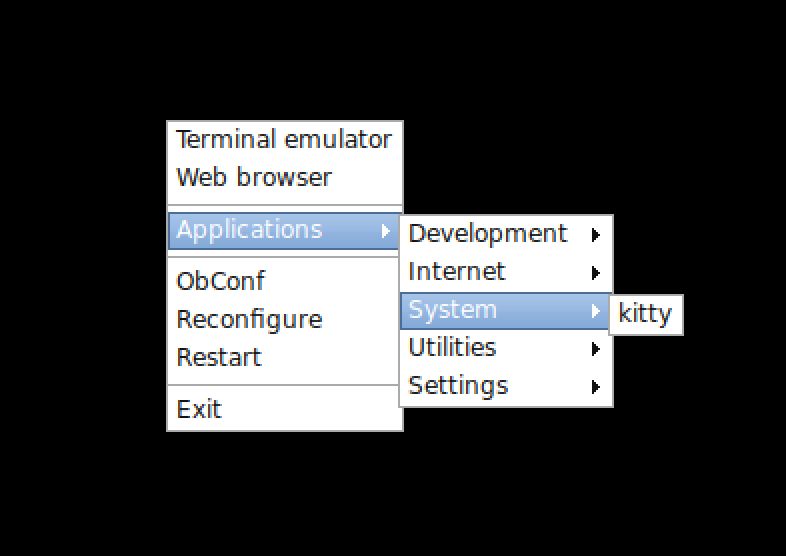 Terminal emulator
Web browser
Applications
ObConf
Reconfigure
Restart
Exit
Development
Internet
System
Utilities
Settings
kitty